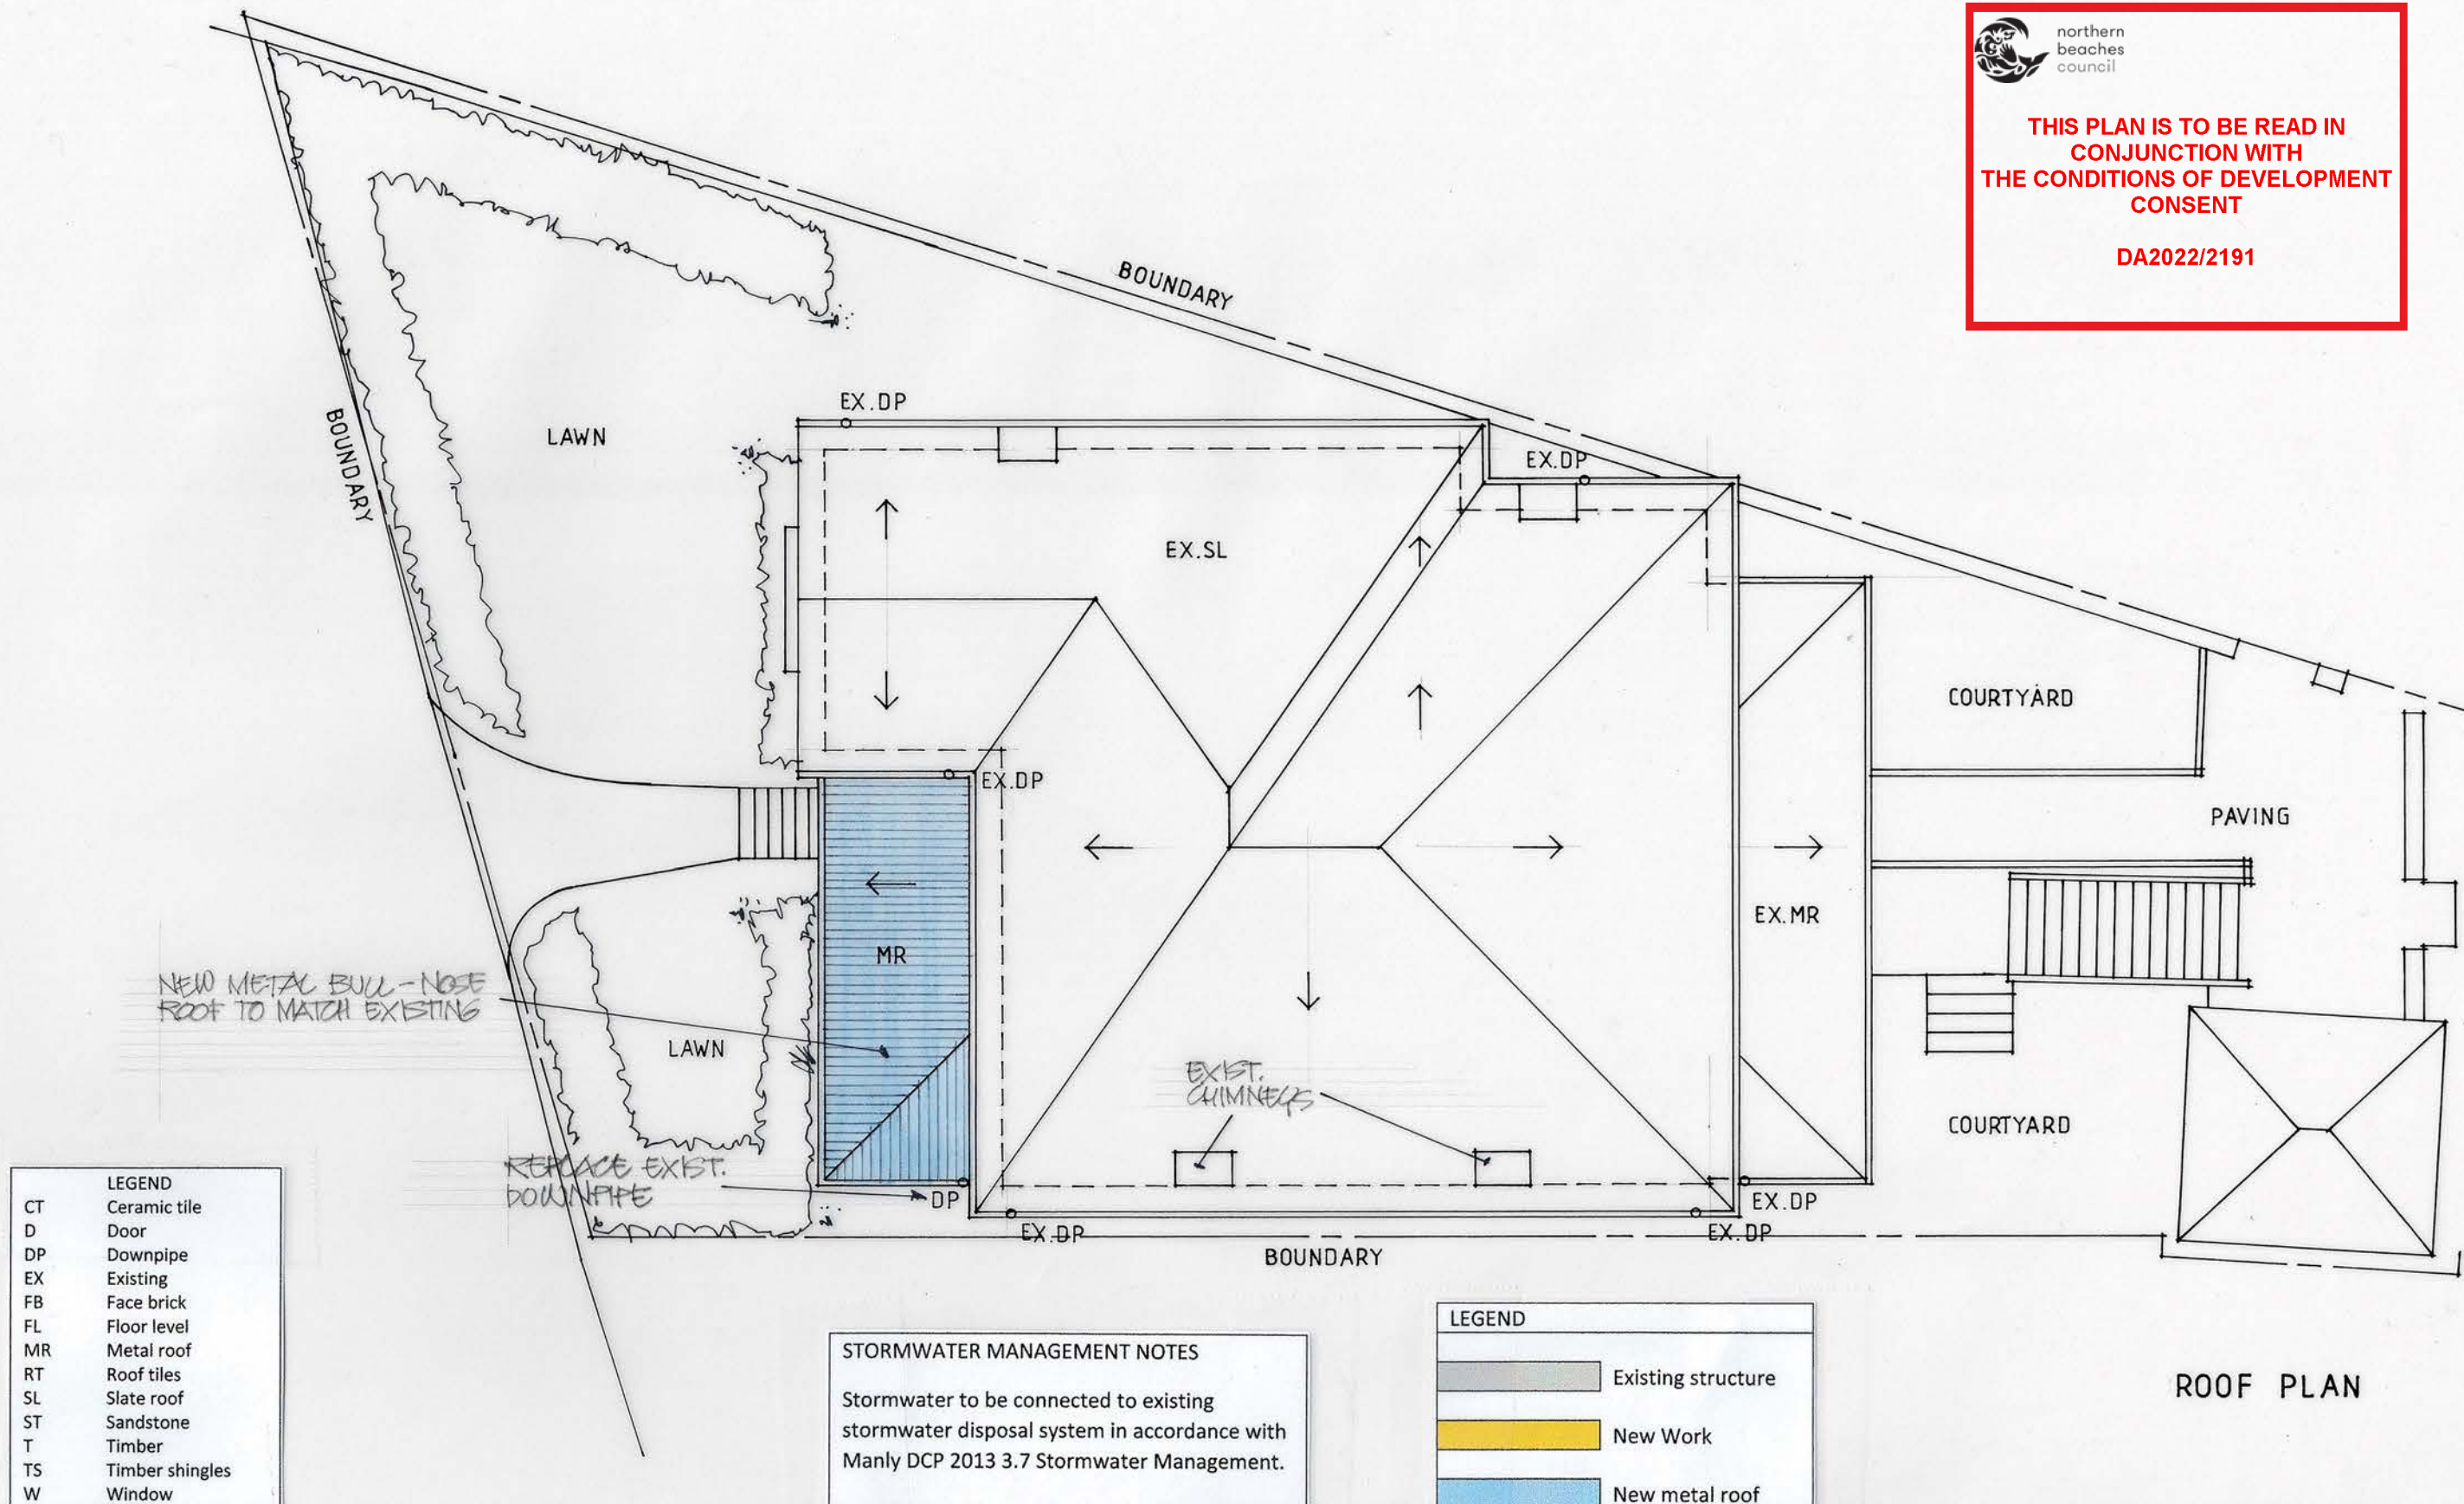 northern
beaches
council
THIS PLAN IS TO BE READ IN
CONJUNCTION WITH
THE CONDITIONS OF DEVELOPMENT
CONSENT
DA2022/2191
BOUNDARY
BOUNDARY
LAWN
EX.DP
EX.DP
EX.SL
EX.DP
COURTYARD
PAVING
MR
EX.MR
NEW METAL BULL-NOSE
ROOF TO MATCH EXISTING
LAWN
EXIST.
CHIMNEYS
COURTYARD
REPLACE EXIST.
DOWNPIPE
DP
EX.DP
EX.DP
EX.DP
BOUNDARY
LEGEND
CT Ceramic tile
D Door
DP Downpipe
EX Existing
FB Face brick
FL Floor level
MR Metal roof
RT Roof tiles
SL Slate roof
ST Sandstone
T Timber
TS Timber shingles
W Window
STORMWATER MANAGEMENT NOTES
Stormwater to be connected to existing
stormwater disposal system in accordance with
Manly DCP 2013 3.7 Stormwater Management.
LEGEND
Existing structure
New Work
New metal roof
ROOF PLAN